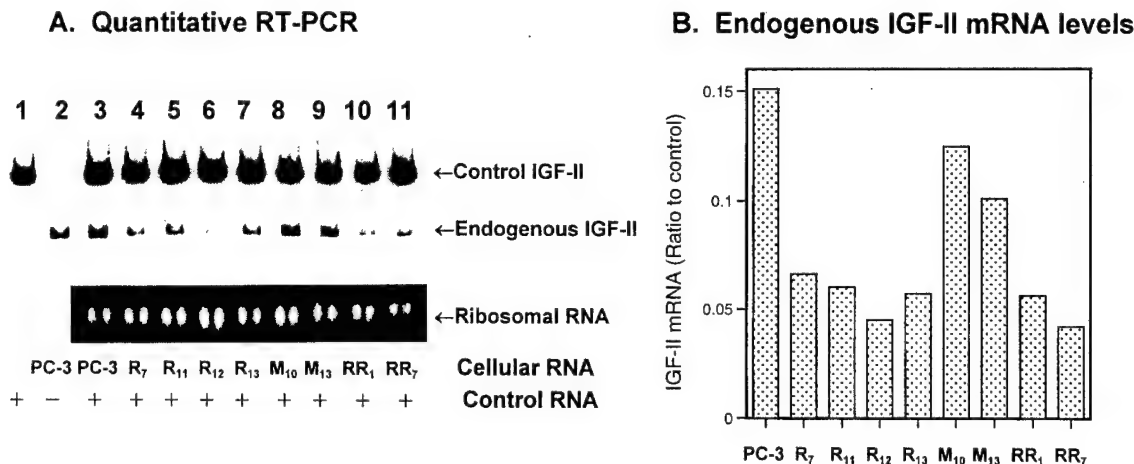 A. Quantitative RT-PCR
1 2 3 4 5 6 7 8 9 10 11
←Control IGF-II
←Endogenous IGF-II
←Ribosomal RNA
PC-3 PC-3 R₇ R₁₁ R₁₂ R₁₃ M₁₀ M₁₃ RR₁ RR₇ Cellular RNA
+ − + + + + + + + + + Control RNA
B. Endogenous IGF-II mRNA levels
IGF-II mRNA (Ratio to control)
0.15
0.1
0.05
0
PC-3 R₇ R₁₁ R₁₂ R₁₃ M₁₀ M₁₃ RR₁ RR₇